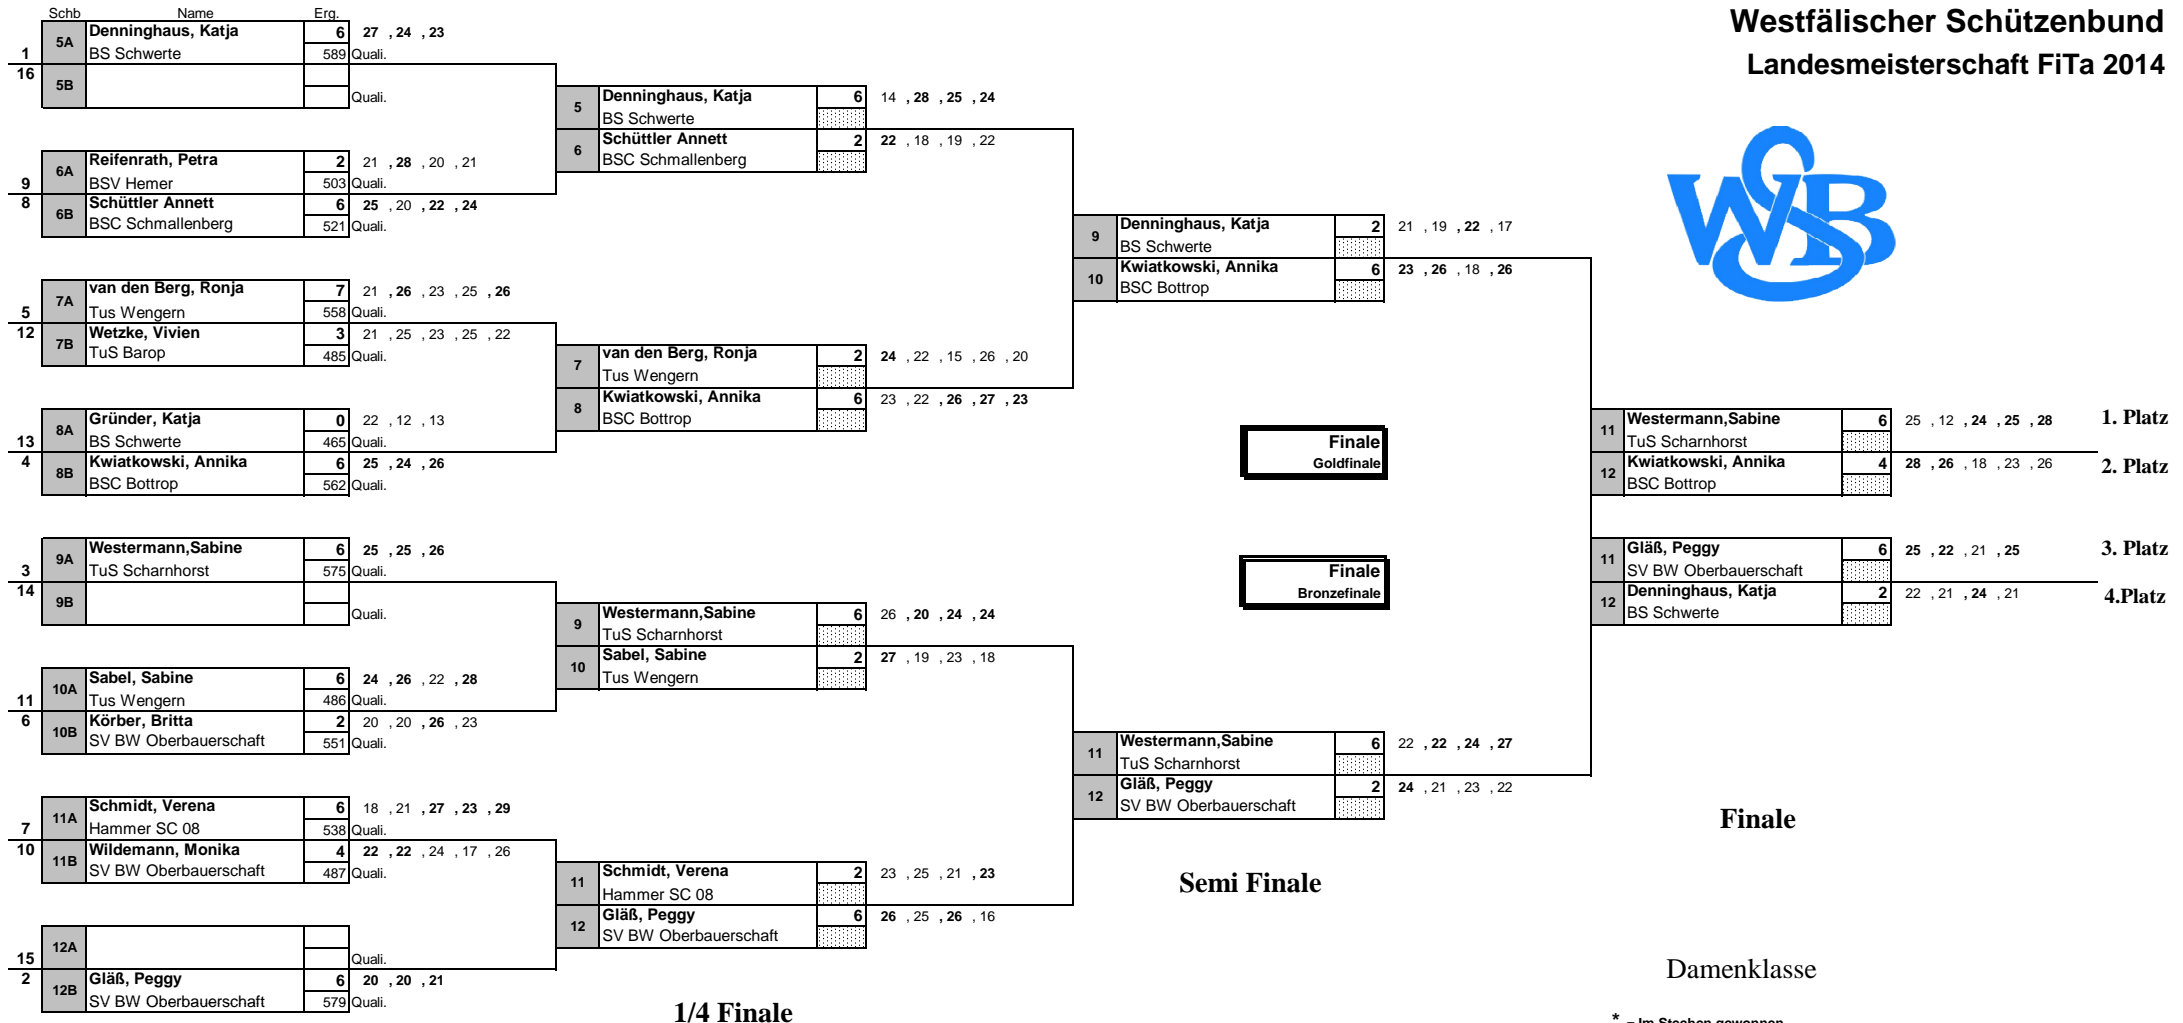 Westfälischer Schützenbund
Landesmeisterschaft FiTa 2014
WSB
Schb Name Erg.
5A Denninghaus, Katja 6 27 , 24 , 23
1 BS Schwerte 589 Quali.
16 5B
Quali.
6A Reifenrath, Petra 2 21 , 28 , 20 , 21
9 BSV Hemer 503 Quali.
8 6B Schüttler Annett 6 25 , 20 , 22 , 24
BSC Schmallenberg 521 Quali.
7A van den Berg, Ronja 7 21 , 26 , 23 , 25 , 26
5 Tus Wengern 558 Quali.
12 7B Wetzke, Vivien 3 21 , 25 , 23 , 25 , 22
TuS Barop 485 Quali.
8A Gründer, Katja 0 22 , 12 , 13
13 BS Schwerte 465 Quali.
4 8B Kwiatkowski, Annika 6 25 , 24 , 26
BSC Bottrop 562 Quali.
9A Westermann,Sabine 6 25 , 25 , 26
3 TuS Scharnhorst 575 Quali.
14 9B
Quali.
10A Sabel, Sabine 6 24 , 26 , 22 , 28
11 Tus Wengern 486 Quali.
6 10B Körber, Britta 2 20 , 20 , 26 , 23
SV BW Oberbauerschaft 551 Quali.
11A Schmidt, Verena 6 18 , 21 , 27 , 23 , 29
7 Hammer SC 08 538 Quali.
10 11B Wildemann, Monika 4 22 , 22 , 24 , 17 , 26
SV BW Oberbauerschaft 487 Quali.
12A
15 Quali.
2 12B Gläß, Peggy 6 20 , 20 , 21
SV BW Oberbauerschaft 579 Quali.
5 Denninghaus, Katja 6 14 , 28 , 25 , 24
BS Schwerte
6 Schüttler Annett 2 22 , 18 , 19 , 22
BSC Schmallenberg
7 van den Berg, Ronja 2 24 , 22 , 15 , 26 , 20
Tus Wengern
8 Kwiatkowski, Annika 6 23 , 22 , 26 , 27 , 23
BSC Bottrop
9 Westermann,Sabine 6 26 , 20 , 24 , 24
TuS Scharnhorst
10 Sabel, Sabine 2 27 , 19 , 23 , 18
Tus Wengern
11 Schmidt, Verena 2 23 , 25 , 21 , 23
Hammer SC 08
12 Gläß, Peggy 6 26 , 25 , 26 , 16
SV BW Oberbauerschaft
1/4 Finale
9 Denninghaus, Katja 2 21 , 19 , 22 , 17
BS Schwerte
10 Kwiatkowski, Annika 6 23 , 26 , 18 , 26
BSC Bottrop
Finale
Goldfinale
Finale
Bronzefinale
11 Westermann,Sabine 6 22 , 22 , 24 , 27
TuS Scharnhorst
12 Gläß, Peggy 2 24 , 21 , 23 , 22
SV BW Oberbauerschaft
Semi Finale
11 Westermann,Sabine 6 25 , 12 , 24 , 25 , 28 1. Platz
TuS Scharnhorst
12 Kwiatkowski, Annika 4 28 , 26 , 18 , 23 , 26 2. Platz
BSC Bottrop
11 Gläß, Peggy 6 25 , 22 , 21 , 25 3. Platz
SV BW Oberbauerschaft
12 Denninghaus, Katja 2 22 , 21 , 24 , 21 4.Platz
BS Schwerte
Finale
Damenklasse
* = Im Stechen gewonnen